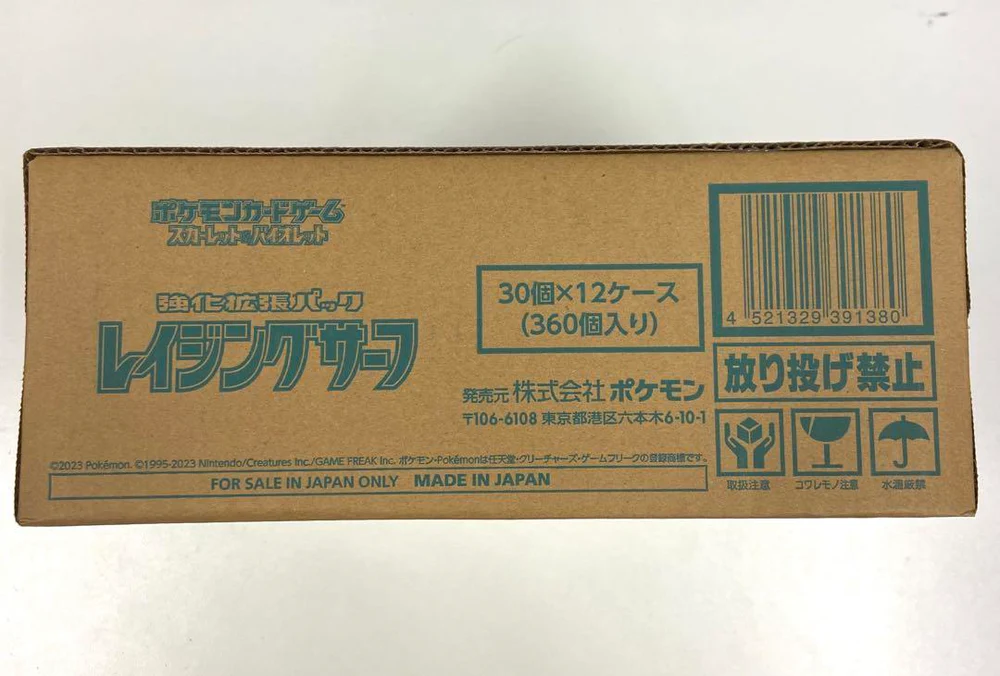 ポケモンカードゲーム
スカーレット&バイオレット
強化拡張パック
レイジングサーフ
30個×12ケース
(360個入り)
発売元 株式会社 ポケモン
〒106-6108 東京都港区六本木6-10-1
4 521329 391380
放り投げ禁止
取扱注意 コワレモノ注意 水濡厳禁
©2023 Pokémon. ©1995-2023 Nintendo/Creatures Inc./GAME FREAK Inc. ポケモン・Pokémonは任天堂・クリーチャーズ・ゲームフリークの登録商標です。
FOR SALE IN JAPAN ONLY MADE IN JAPAN